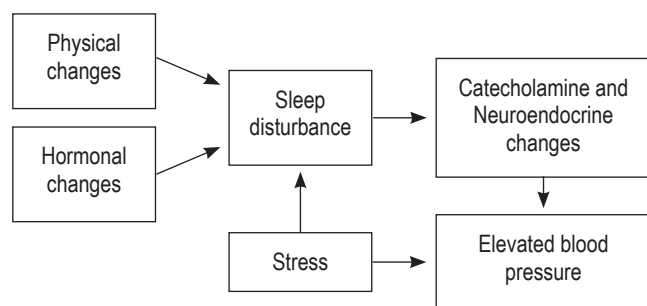 Physical
changes
Hormonal
changes
Sleep
disturbance
Stress
Catecholamine and
Neuroendocrine
changes
Elevated blood
pressure